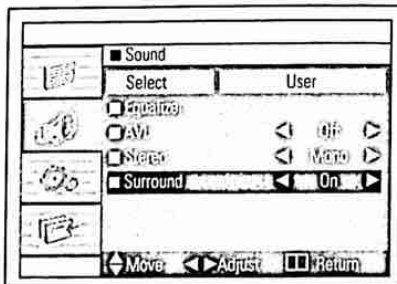 Sound
Select User
Equalizer
AVL Off
Stereo Mono
Surround On
Move Adjust Return